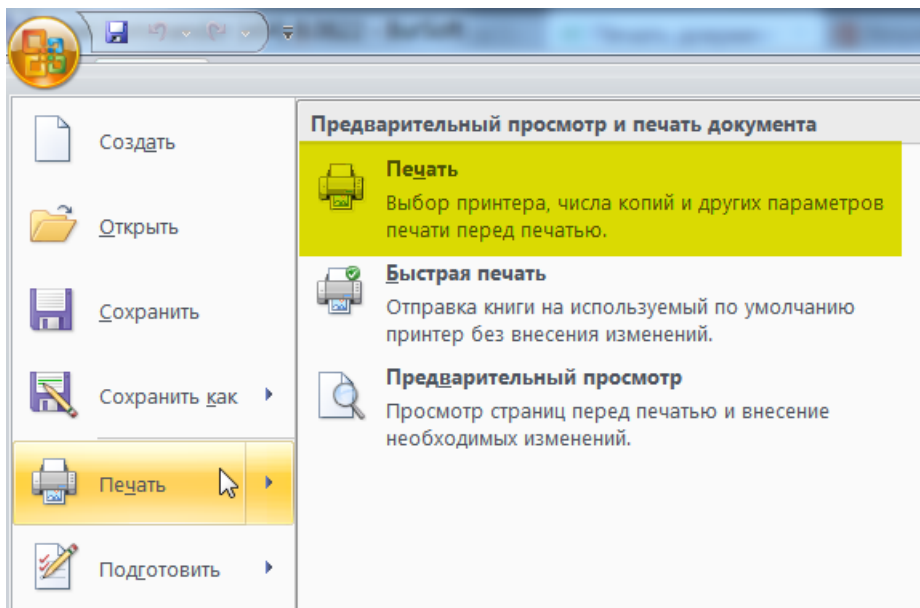 Создать
Открыть
Сохранить
Сохранить как
Печать
Подготовить
Предварительный просмотр и печать документа
Печать
Выбор принтера, числа копий и других параметров
печати перед печатью.
Быстрая печать
Отправка книги на используемый по умолчанию
принтер без внесения изменений.
Предварительный просмотр
Просмотр страниц перед печатью и внесение
необходимых изменений.